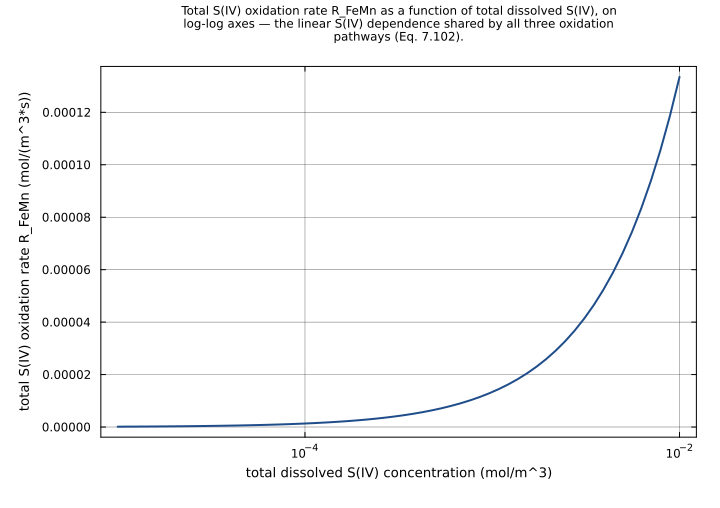 Total S(IV) oxidation rate R_FeMn as a function of total dissolved S(IV), on
log-log axes — the linear S(IV) dependence shared by all three oxidation
pathways (Eq. 7.102).
total S(IV) oxidation rate R_FeMn (mol/(m^3*s))
0.00012
0.00010
0.00008
0.00006
0.00004
0.00002
0.00000
10⁻⁴
10⁻²
total dissolved S(IV) concentration (mol/m^3)